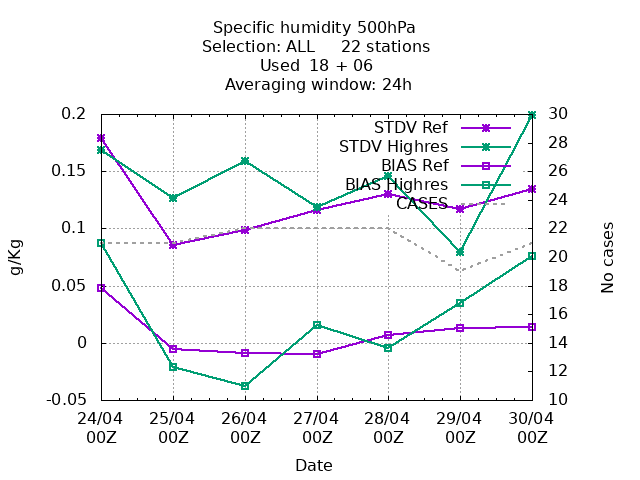 Specific humidity 500hPa
Selection: ALL 22 stations
Used 18 + 06
Averaging window: 24h
0.2
0.15
0.1
0.05
0
-0.05
g/Kg
STDV Ref
STDV Highres
BIAS Ref
BIAS Highres
CASES
30
28
26
24
22
20
18
16
14
12
10
No cases
24/04 25/04 26/04 27/04 28/04 29/04 30/04
00Z 00Z 00Z 00Z 00Z 00Z 00Z
Date